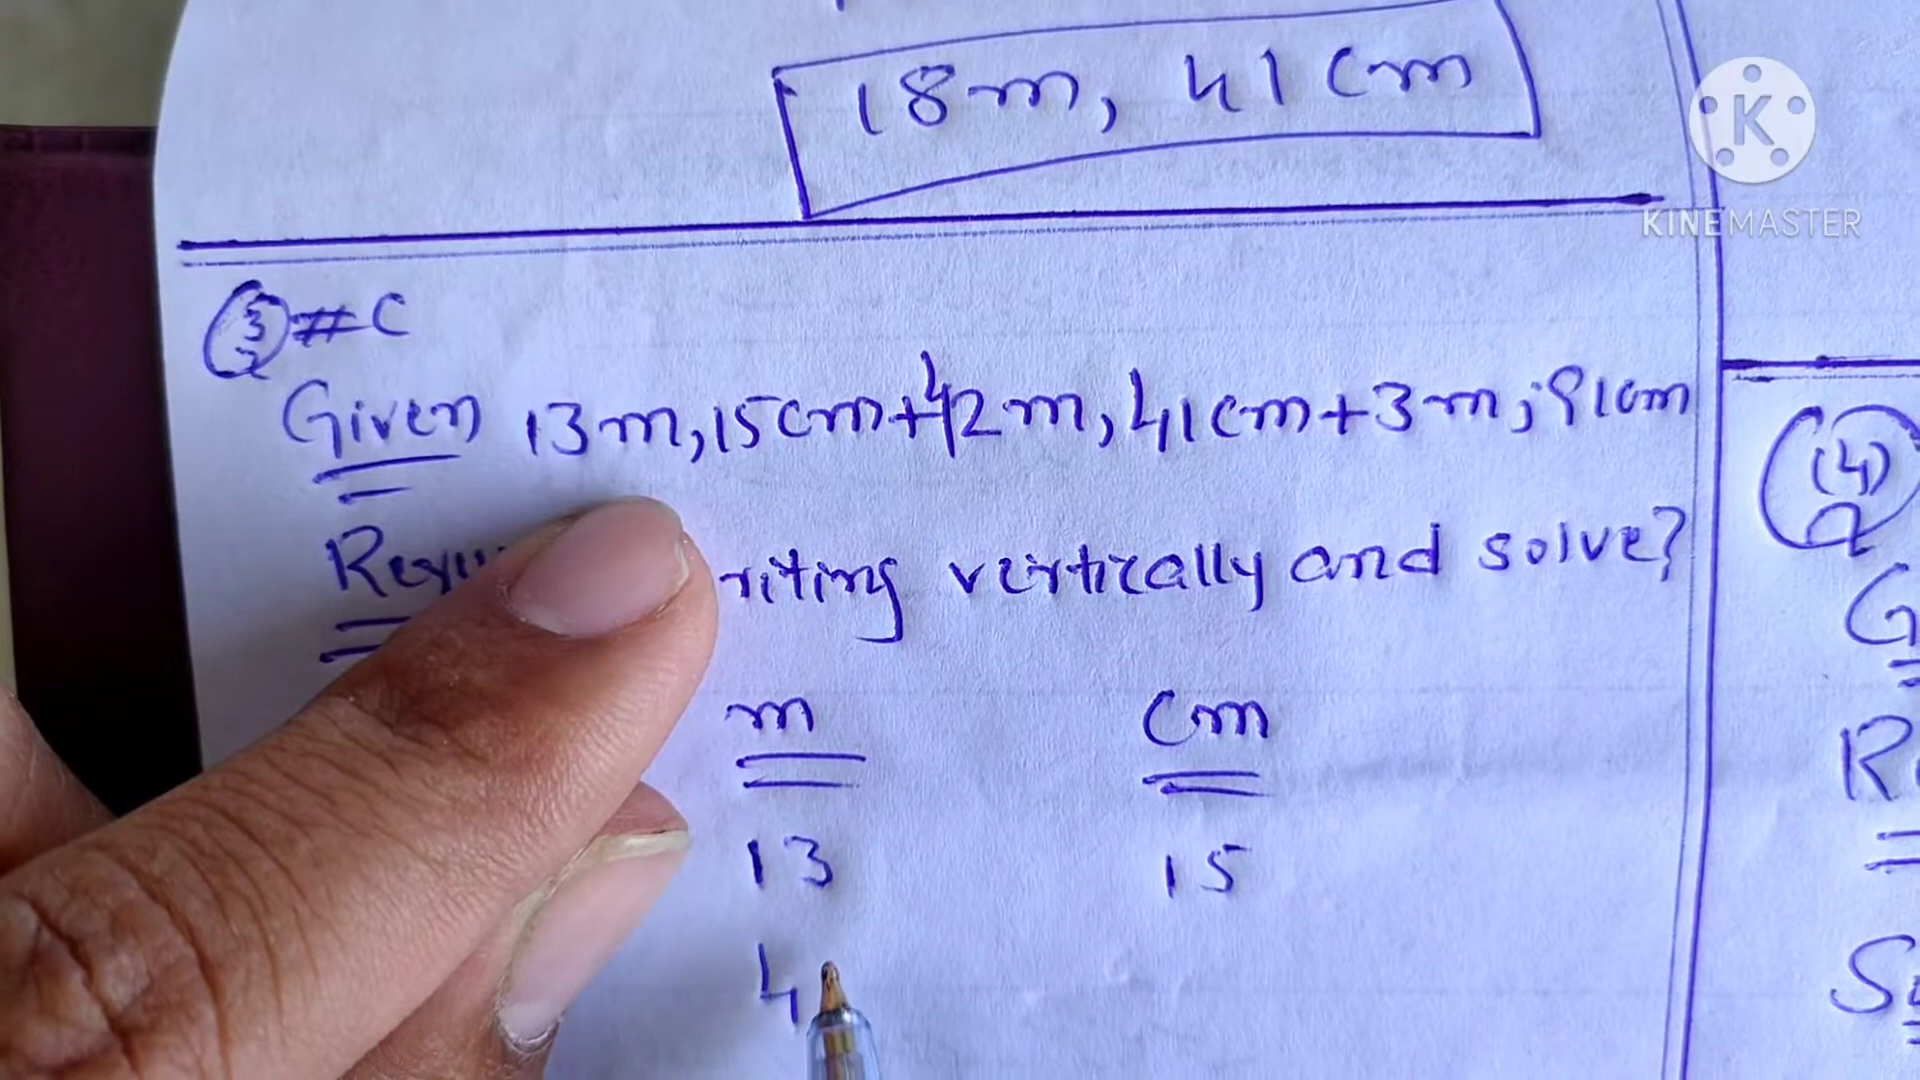 18m, 41cm
KINEMASTER
3 # C
Given 13m,15cm+42m,41cm+3m,91cm
vertically and solve?
m cm
13 15
4
(4)